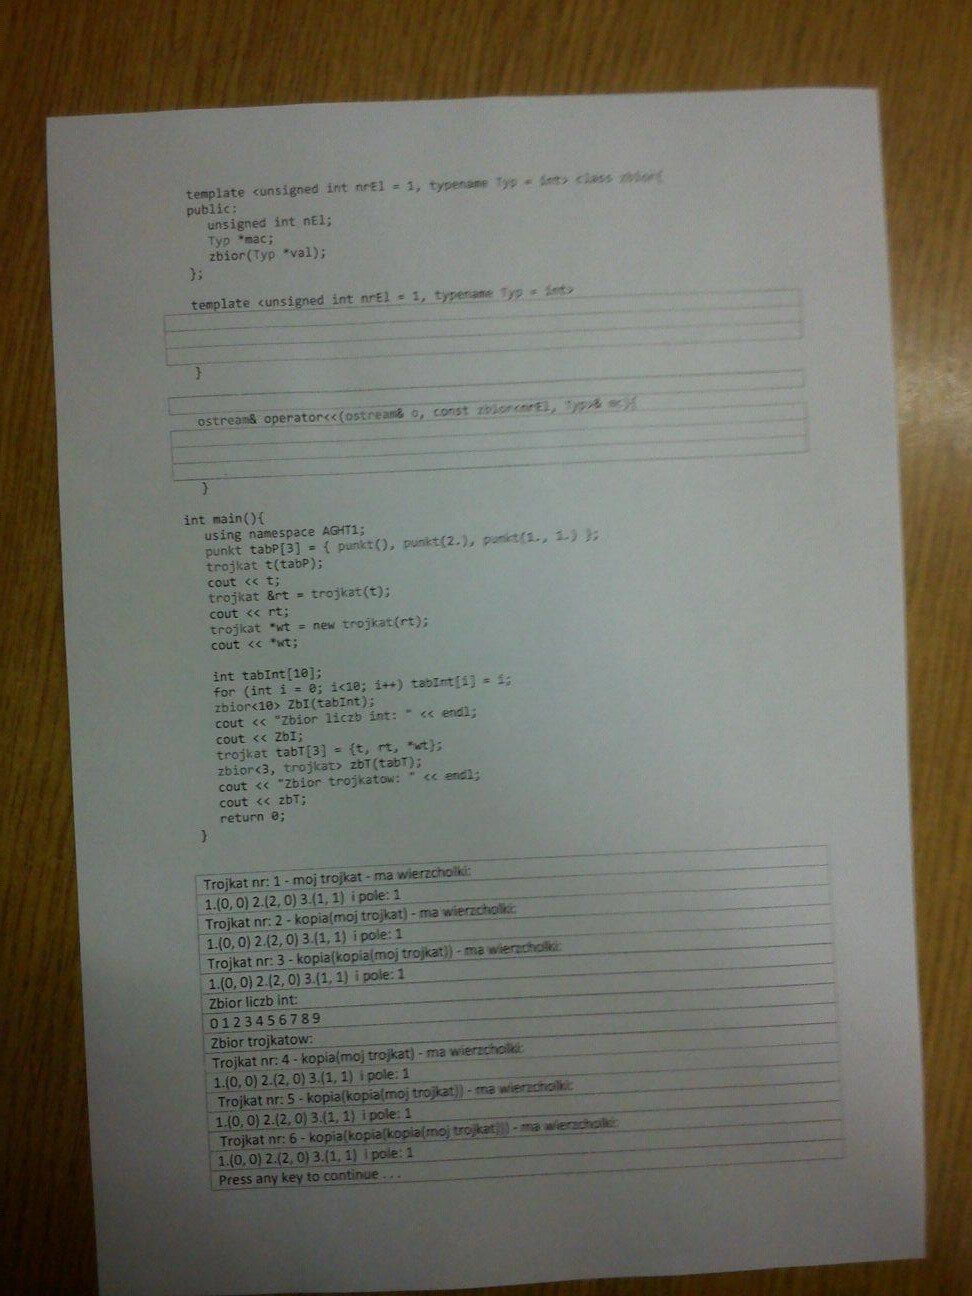 template <unsigned int nrEl = 1, typename Typ = int> class zbior{
public:
unsigned int nEl;
Typ *mac;
zbior(Typ *val);
};
template <unsigned int nrEl = 1, typename Typ = int>
}
ostream& operator<<(ostream& o, const zbior<nrEl, Typ>& {
}
int main(){
using namespace AGHT1;
punkt tabP[3] = { punkt(), punkt(2.), punkt(1., 1.) };
trojkat t(tabP);
cout << t;
trojkat &rt = trojkat(t);
cout << rt;
trojkat *wt = new trojkat(rt);
cout << *wt;
int tabInt[10];
for (int i = 0; i<10; i++) tabInt[i] = i;
zbior<10> ZbI(tabInt);
cout << "Zbior liczb int: " << endl;
cout << ZbI;
trojkat tabT[3] = {t, rt, *wt};
zbior<3, trojkat> zbT(tabT);
cout << "Zbior trojkatow: " << endl;
cout << zbT;
return 0;
}
Trojkat nr: 1 - moj trojkat - ma wierzcholki:
1.(0, 0) 2.(2, 0) 3.(1, 1) i pole: 1
Trojkat nr: 2 - kopia(moj trojkat) - ma wierzcholki:
1.(0, 0) 2.(2, 0) 3.(1, 1) i pole: 1
Trojkat nr: 3 - kopia(kopia(moj trojkat)) - ma wierzcholki:
1.(0, 0) 2.(2, 0) 3.(1, 1) i pole: 1
Zbior liczb int:
0 1 2 3 4 5 6 7 8 9
Zbior trojkatow:
Trojkat nr: 4 - kopia(moj trojkat) - ma wierzcholki:
1.(0, 0) 2.(2, 0) 3.(1, 1) i pole: 1
Trojkat nr: 5 - kopia(kopia(moj trojkat)) - ma wierzcholki:
1.(0, 0) 2.(2, 0) 3.(1, 1) i pole: 1
Trojkat nr: 6 - kopia(kopia(kopia(moj trojkat))) - ma wierzcholki:
1.(0, 0) 2.(2, 0) 3.(1, 1) i pole: 1
Press any key to continue . . .